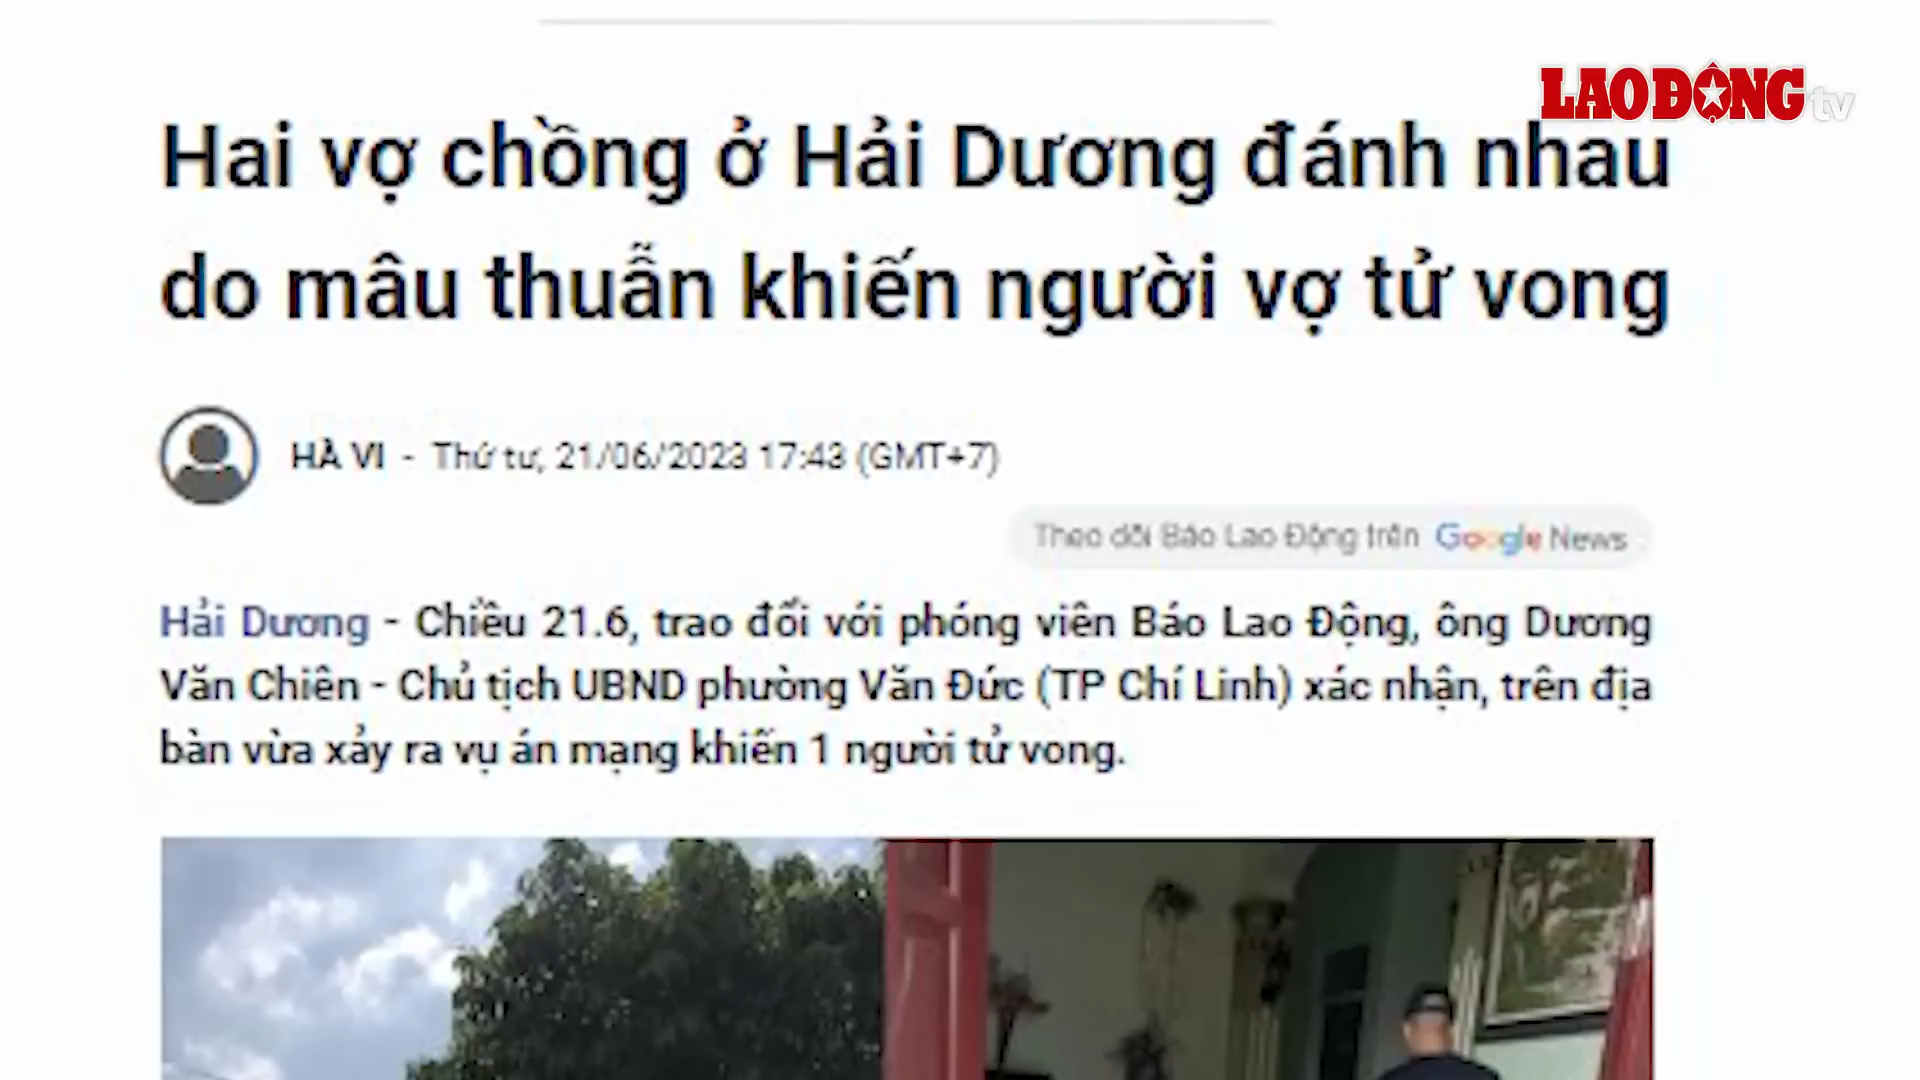 LAO ĐỘNG tv
Hai vợ chồng ở Hải Dương đánh nhau
do mâu thuẫn khiến người vợ tử vong
HÀ VI - Thứ tư, 21/06/2023 17:43 (GMT+7)
Theo dõi Báo Lao Động trên Google News
Hải Dương - Chiều 21.6, trao đổi với phóng viên Báo Lao Động, ông Dương
Văn Chiên - Chủ tịch UBND phường Văn Đức (TP Chí Linh) xác nhận, trên địa
bàn vừa xảy ra vụ án mạng khiến 1 người tử vong.